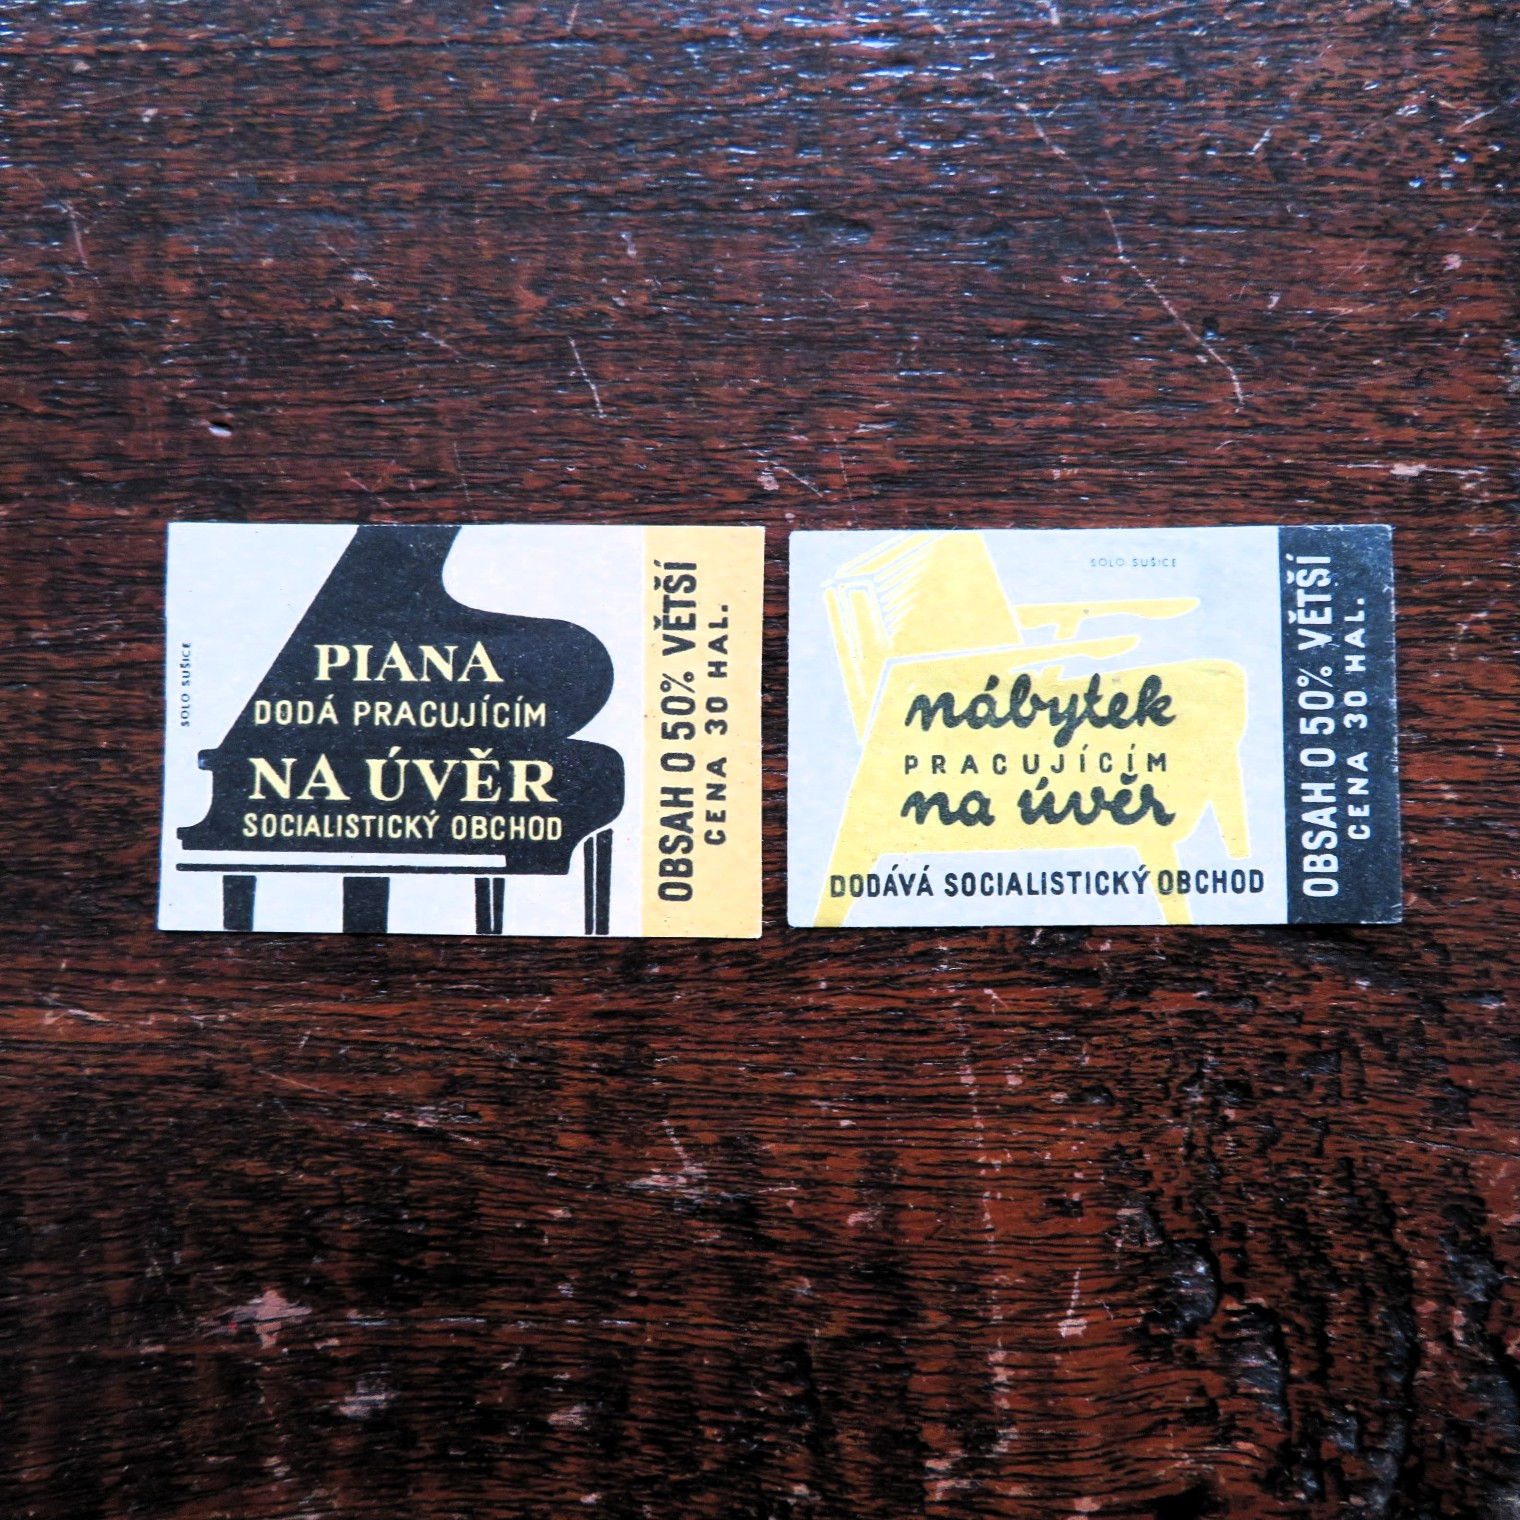 SOLO SUŠICE
PIANA
DODÁ PRACUJÍCÍM
NA ÚVĚR
SOCIALISTICKÝ OBCHOD
OBSAH O 50% VĚTŠÍ
CENA 30 HAL.
SOLO SUŠICE
nábytek
PRACUJÍCÍM
na úvěr
DODÁVÁ SOCIALISTICKÝ OBCHOD
OBSAH O 50% VĚTŠÍ
CENA 30 HAL.